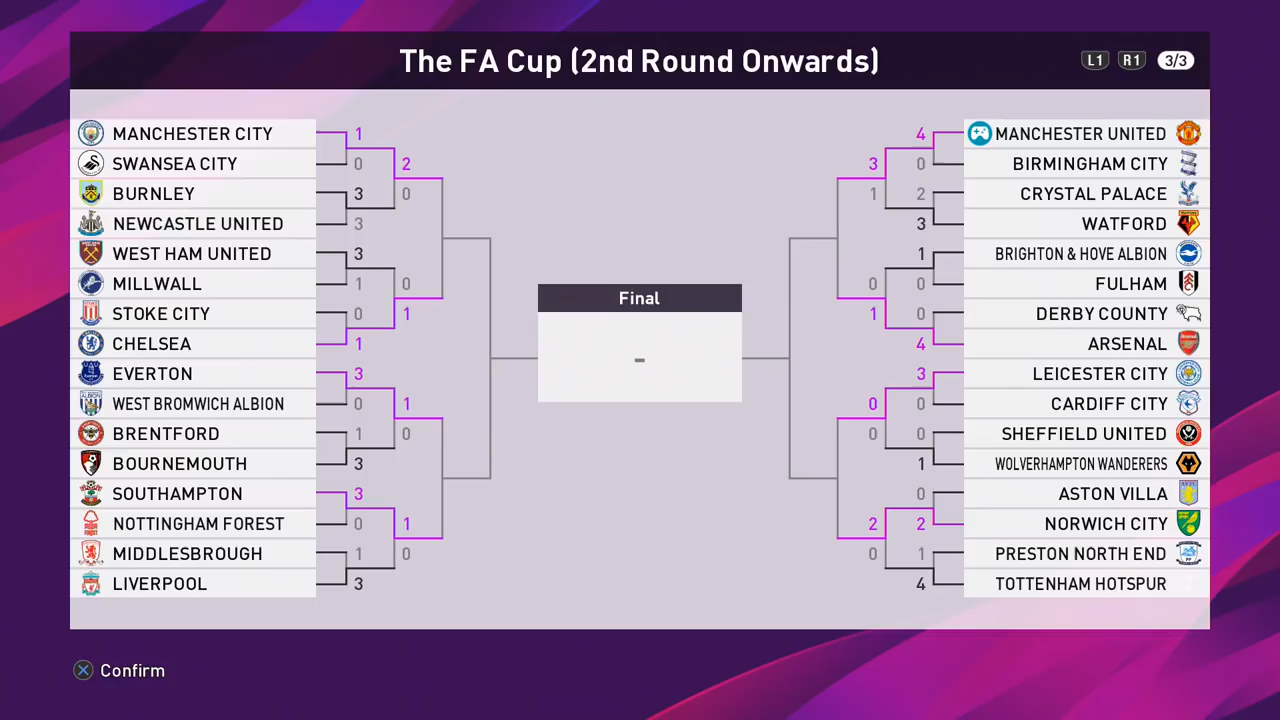 The FA Cup (2nd Round Onwards)
L1 R1 3/3
MANCHESTER CITY 1 4 MANCHESTER UNITED
SWANSEA CITY 0 2 3 0 BIRMINGHAM CITY
BURNLEY 3 0 1 2 CRYSTAL PALACE
NEWCASTLE UNITED 3 3 WATFORD
WEST HAM UNITED 3 1 BRIGHTON & HOVE ALBION
MILLWALL 1 0 0 0 FULHAM
Final
STOKE CITY 0 1 1 0 DERBY COUNTY
CHELSEA 1 4 ARSENAL
-
EVERTON 3 3 LEICESTER CITY
WEST BROMWICH ALBION 0 1 0 0 CARDIFF CITY
BRENTFORD 1 0 0 0 SHEFFIELD UNITED
BOURNEMOUTH 3 1 WOLVERHAMPTON WANDERERS
SOUTHAMPTON 3 0 ASTON VILLA
NOTTINGHAM FOREST 0 1 2 2 NORWICH CITY
MIDDLESBROUGH 1 0 0 1 PRESTON NORTH END
LIVERPOOL 3 4 TOTTENHAM HOTSPUR
Confirm